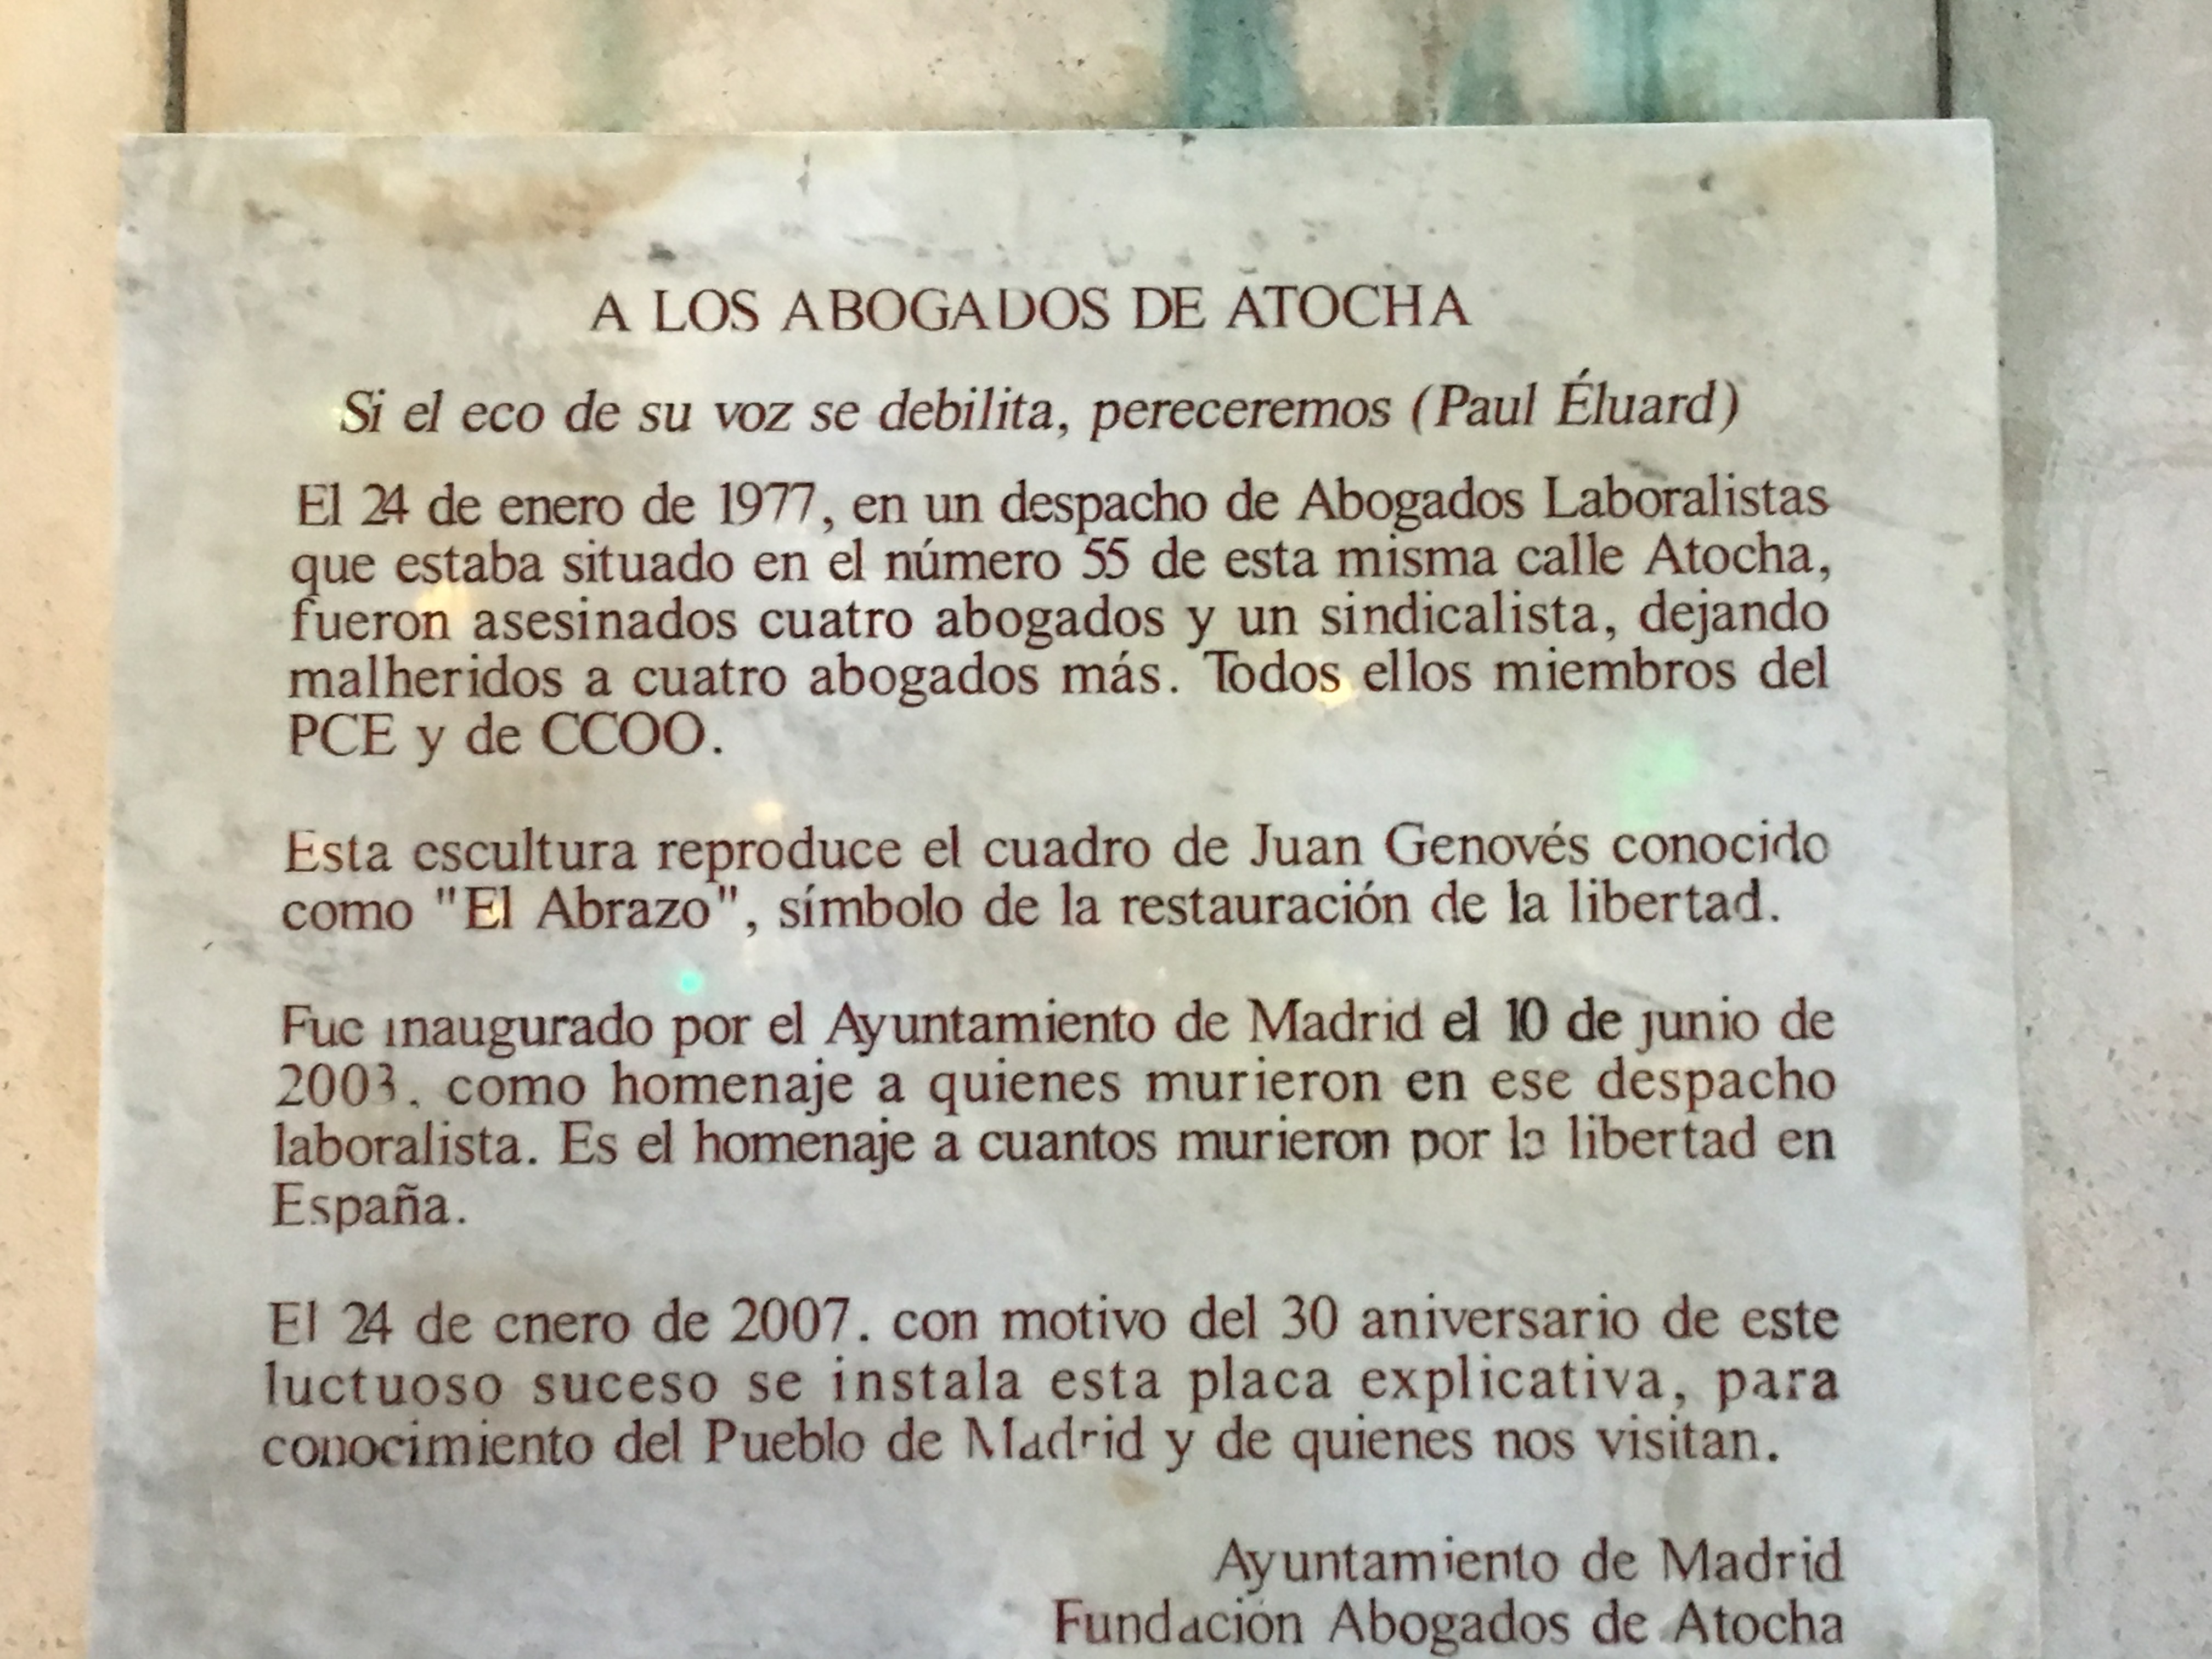 A LOS ABOGADOS DE ATOCHA
Si el eco de su voz se debilita, pereceremos (Paul Éluard)
El 24 de enero de 1977, en un despacho de Abogados Laboralistas
que estaba situado en el número 55 de esta misma calle Atocha,
fueron asesinados cuatro abogados y un sindicalista, dejando
malheridos a cuatro abogados más. Todos ellos miembros del
PCE y de CCOO.
Esta escultura reproduce el cuadro de Juan Genovés conocido
como "El Abrazo", símbolo de la restauración de la libertad.
Fue inaugurado por el Ayuntamiento de Madrid el 10 de junio de
2003, como homenaje a quienes murieron en ese despacho
laboralista. Es el homenaje a cuantos murieron por la libertad en
España.
El 24 de enero de 2007, con motivo del 30 aniversario de este
luctuoso suceso se instala esta placa explicativa, para
conocimiento del Pueblo de Madrid y de quienes nos visitan.
Ayuntamiento de Madrid
Fundación Abogados de Atocha